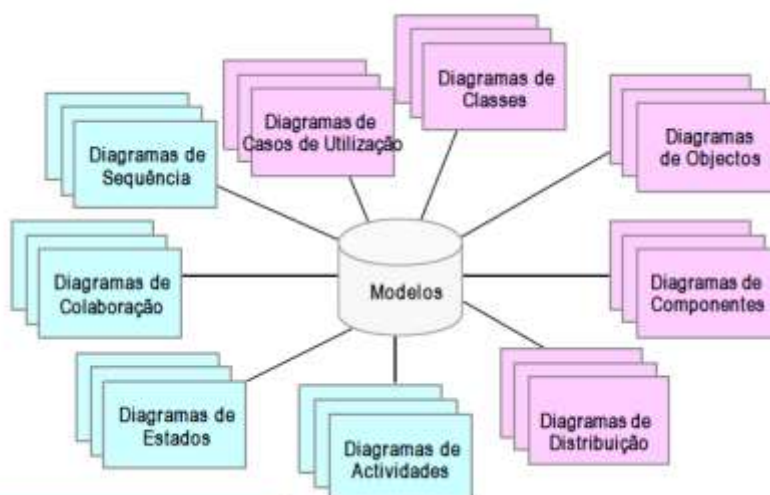 Diagramas de
Classes
Diagramas de
Casos de Utilização
Diagramas
de Objectos
Diagramas de
Sequência
Diagramas de
Colaboração
Modelos
Diagramas de
Componentes
Diagramas de
Estados
Diagramas de
Actividades
Diagramas de
Distribuição